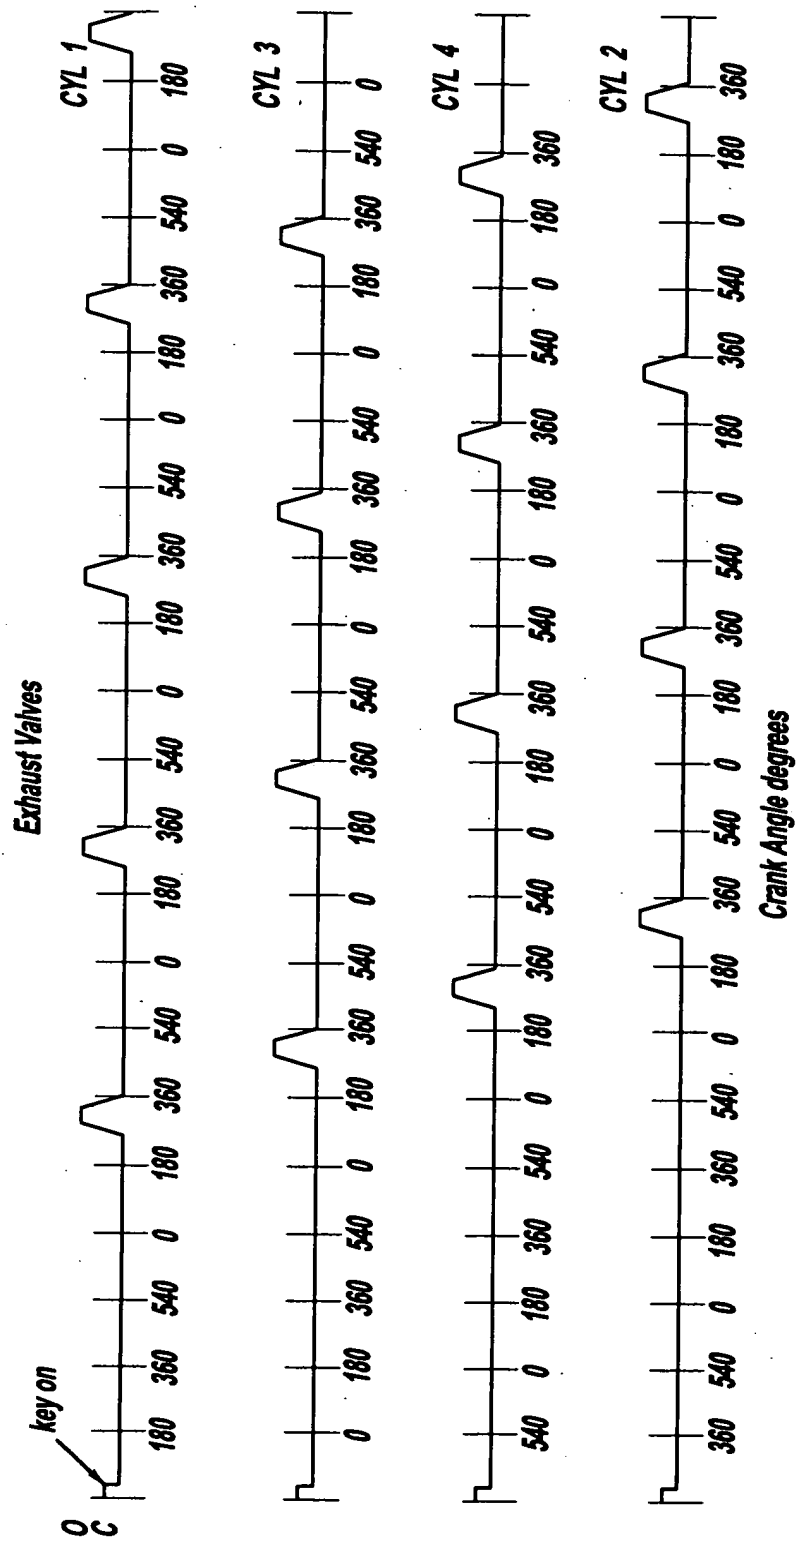 Exhaust Valves
key on
O
C
CYL 1
180 360 540 0 180 360 540 0 180 360 540 0 180 360 540 0 180 360 540 0 180
CYL 3
0 180 360 540 0 180 360 540 0 180 360 540 0 180 360 540 0 180 360 540 0
CYL 4
540 0 180 360 540 0 180 360 540 0 180 360 540 0 180 360 540 0 180 360
CYL 2
360 540 0 180 360 540 0 180 360 540 0 180 360 540 0 180 360 540 0 180 360
Crank Angle degrees